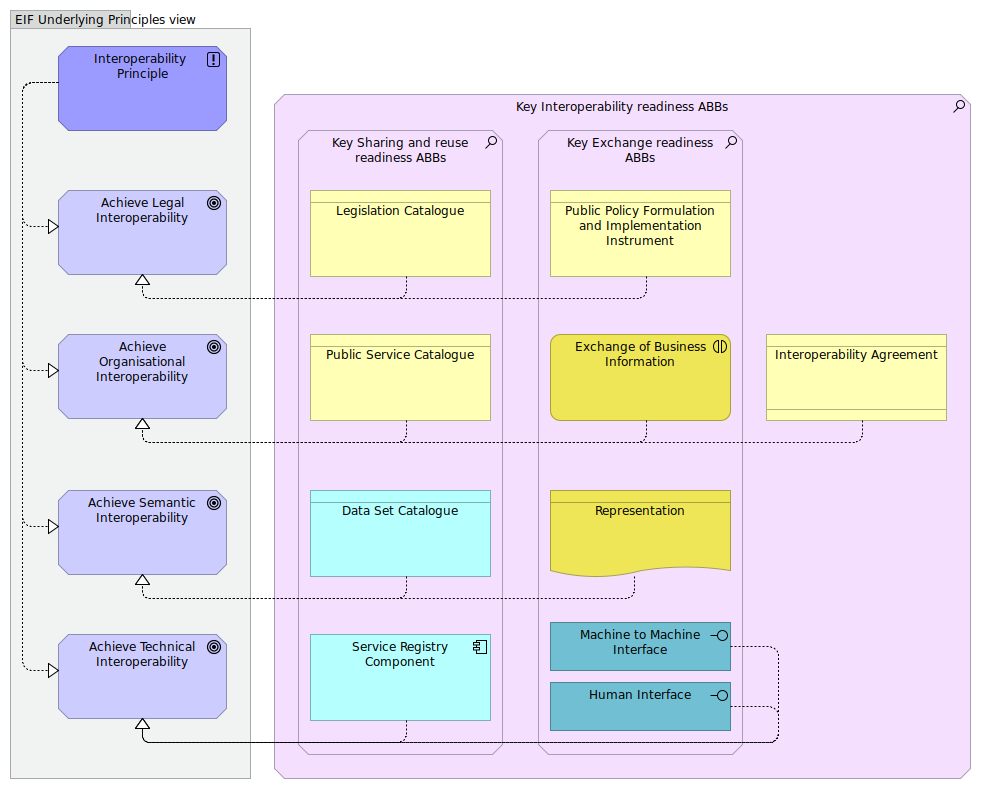 EIF Underlying Principles view
Interoperability
Principle
Key Interoperability readiness ABBs
Key Sharing and reuse
readiness ABBs
Key Exchange readiness
ABBs
Achieve Legal
Interoperability
Legislation Catalogue
Public Policy Formulation
and Implementation
Instrument
Achieve
Organisational
Interoperability
Public Service Catalogue
Exchange of Business
Information
Interoperability Agreement
Achieve Semantic
Interoperability
Data Set Catalogue
Representation
Achieve Technical
Interoperability
Service Registry
Component
Machine to Machine
Interface
Human Interface